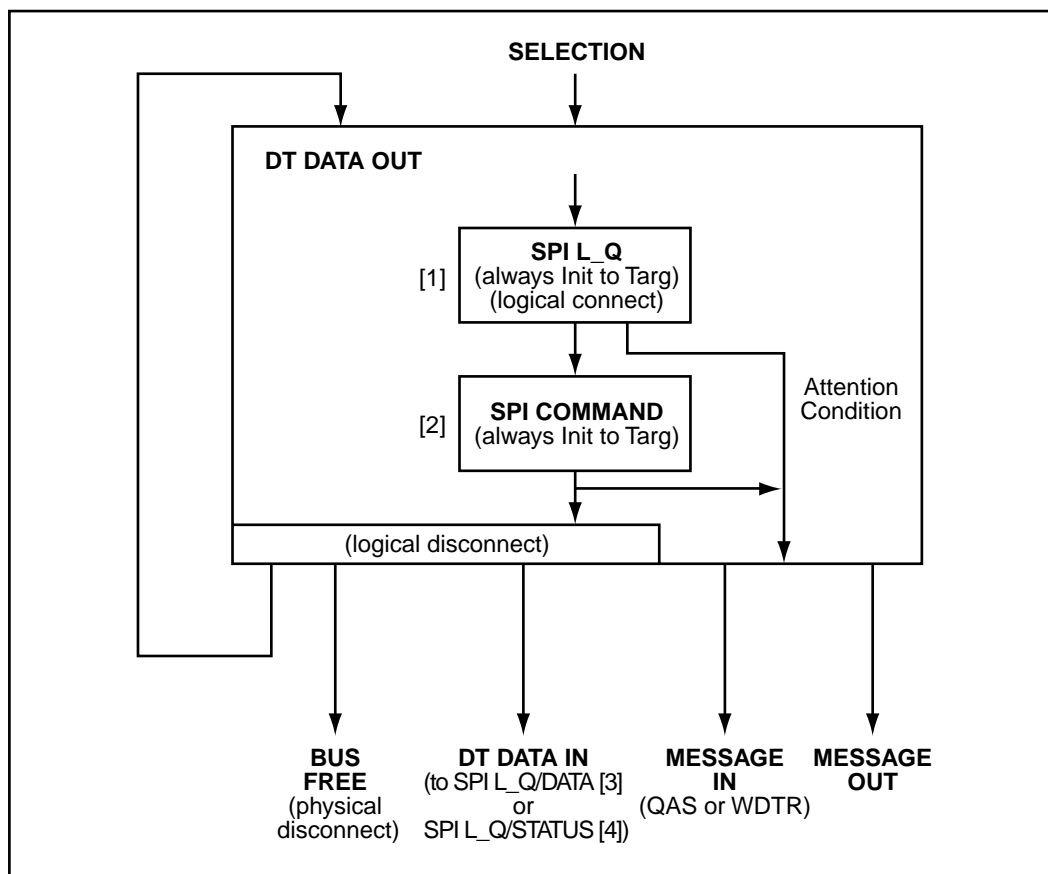 SELECTION
DT DATA OUT
SPI L_Q
[1]
(always Init to Targ)
(logical connect)
Attention
Condition
SPI COMMAND
[2]
(always Init to Targ)
(logical disconnect)
BUS
FREE
(physical
disconnect)
DT DATA IN
(to SPI L_Q/DATA [3]
or
SPI L_Q/STATUS [4])
MESSAGE
IN
(QAS or WDTR)
MESSAGE
OUT